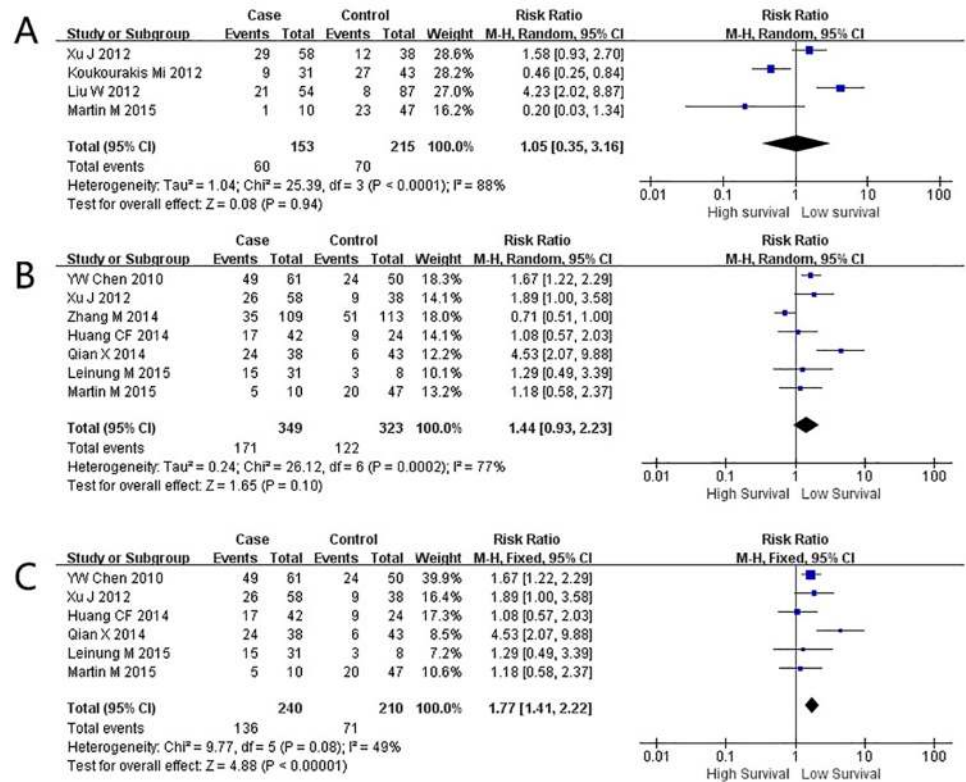 A
Case Control Risk Ratio Risk Ratio
Study or Subgroup Events Total Events Total Weight M-H, Random, 95% CI M-H, Random, 95% CI
Xu J 2012 29 58 12 38 28.6% 1.58 [0.93, 2.70]
Koukourakis Mi 2012 9 31 27 43 28.2% 0.46 [0.25, 0.84]
Liu W 2012 21 54 8 87 27.0% 4.23 [2.02, 8.87]
Martin M 2015 1 10 23 47 16.2% 0.20 [0.03, 1.34]
Total (95% CI) 153 215 100.0% 1.05 [0.35, 3.16]
Total events 60 70
Heterogeneity: Tau² = 1.04; Chi² = 25.39, df = 3 (P < 0.0001); I² = 88%
Test for overall effect: Z = 0.08 (P = 0.94)
0.01 0.1 1 10 100
High survival Low survival
B
Case Control Risk Ratio Risk Ratio
Study or Subgroup Events Total Events Total Weight M-H, Random, 95% CI M-H, Random, 95% CI
YW Chen 2010 49 61 24 50 18.3% 1.67 [1.22, 2.29]
Xu J 2012 26 58 9 38 14.1% 1.89 [1.00, 3.58]
Zhang M 2014 35 109 51 113 18.0% 0.71 [0.51, 1.00]
Huang CF 2014 17 42 9 24 14.1% 1.08 [0.57, 2.03]
Qian X 2014 24 38 6 43 12.2% 4.53 [2.07, 9.88]
Leinung M 2015 15 31 3 8 10.1% 1.29 [0.49, 3.39]
Martin M 2015 5 10 20 47 13.2% 1.18 [0.58, 2.37]
Total (95% CI) 349 323 100.0% 1.44 [0.93, 2.23]
Total events 171 122
Heterogeneity: Tau² = 0.24; Chi² = 26.12, df = 6 (P = 0.0002); I² = 77%
Test for overall effect: Z = 1.65 (P = 0.10)
0.01 0.1 1 10 100
High Survival Low Survival
C
Case Control Risk Ratio Risk Ratio
Study or Subgroup Events Total Events Total Weight M-H, Fixed, 95% CI M-H, Fixed, 95% CI
YW Chen 2010 49 61 24 50 39.9% 1.67 [1.22, 2.29]
Xu J 2012 26 58 9 38 16.4% 1.89 [1.00, 3.58]
Huang CF 2014 17 42 9 24 17.3% 1.08 [0.57, 2.03]
Qian X 2014 24 38 6 43 8.5% 4.53 [2.07, 9.88]
Leinung M 2015 15 31 3 8 7.2% 1.29 [0.49, 3.39]
Martin M 2015 5 10 20 47 10.6% 1.18 [0.58, 2.37]
Total (95% CI) 240 210 100.0% 1.77 [1.41, 2.22]
Total events 136 71
Heterogeneity: Chi² = 9.77, df = 5 (P = 0.08); I² = 49%
Test for overall effect: Z = 4.88 (P < 0.00001)
0.01 0.1 1 10 100
High Survival Low Survival